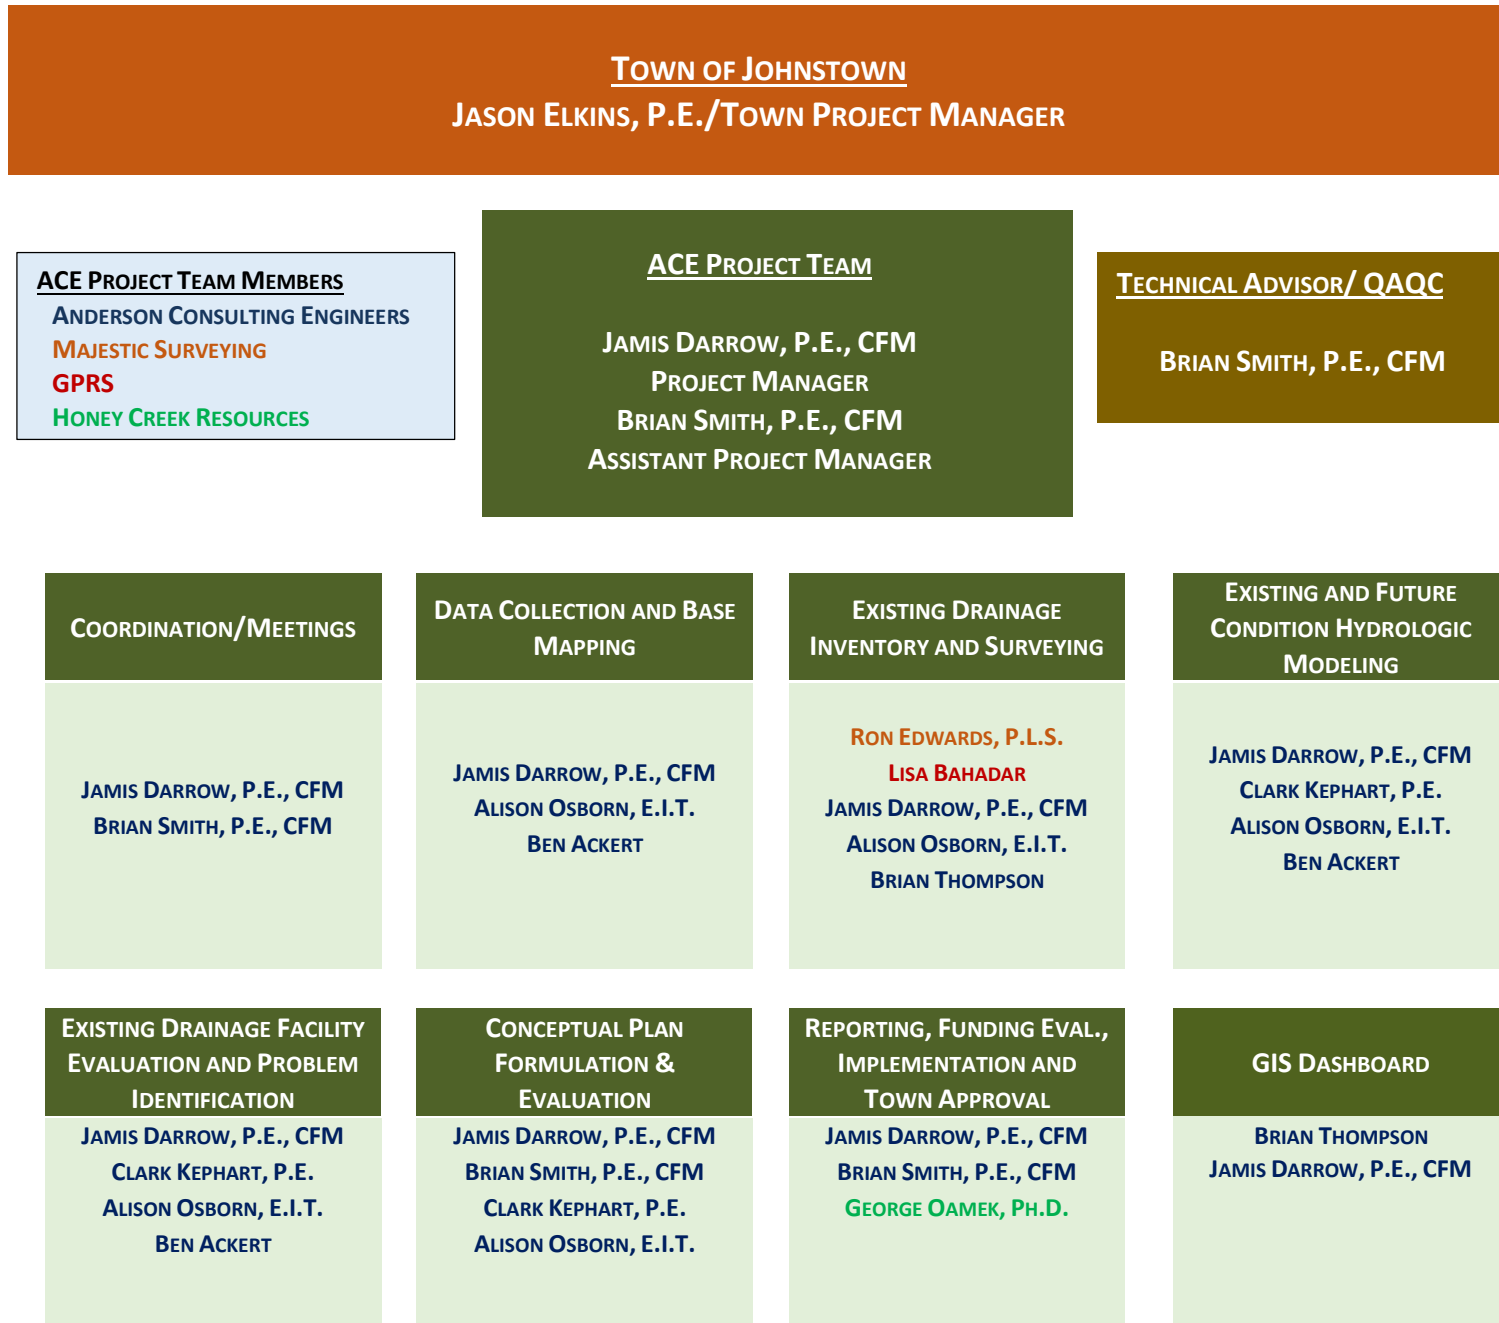 Town of Johnstown
Jason Elkins, P.E./Town Project Manager
ACE Project Team Members
Anderson Consulting Engineers
Majestic Surveying
GPRS
Honey Creek Resources
ACE Project Team
Jamis Darrow, P.E., CFM
Project Manager
Brian Smith, P.E., CFM
Assistant Project Manager
Technical Advisor/ QAQC
Brian Smith, P.E., CFM
Coordination/Meetings
Jamis Darrow, P.E., CFM
Brian Smith, P.E., CFM
Data Collection and Base
Mapping
Jamis Darrow, P.E., CFM
Alison Osborn, E.I.T.
Ben Ackert
Existing Drainage
Inventory and Surveying
Ron Edwards, P.L.S.
Lisa Bahadar
Jamis Darrow, P.E., CFM
Alison Osborn, E.I.T.
Brian Thompson
Existing and Future
Condition Hydrologic
Modeling
Jamis Darrow, P.E., CFM
Clark Kephart, P.E.
Alison Osborn, E.I.T.
Ben Ackert
Existing Drainage Facility
Evaluation and Problem
Identification
Jamis Darrow, P.E., CFM
Clark Kephart, P.E.
Alison Osborn, E.I.T.
Ben Ackert
Conceptual Plan
Formulation &
Evaluation
Jamis Darrow, P.E., CFM
Brian Smith, P.E., CFM
Clark Kephart, P.E.
Alison Osborn, E.I.T.
Reporting, Funding Eval.,
Implementation and
Town Approval
Jamis Darrow, P.E., CFM
Brian Smith, P.E., CFM
George Oamek, Ph.D.
GIS Dashboard
Brian Thompson
Jamis Darrow, P.E., CFM